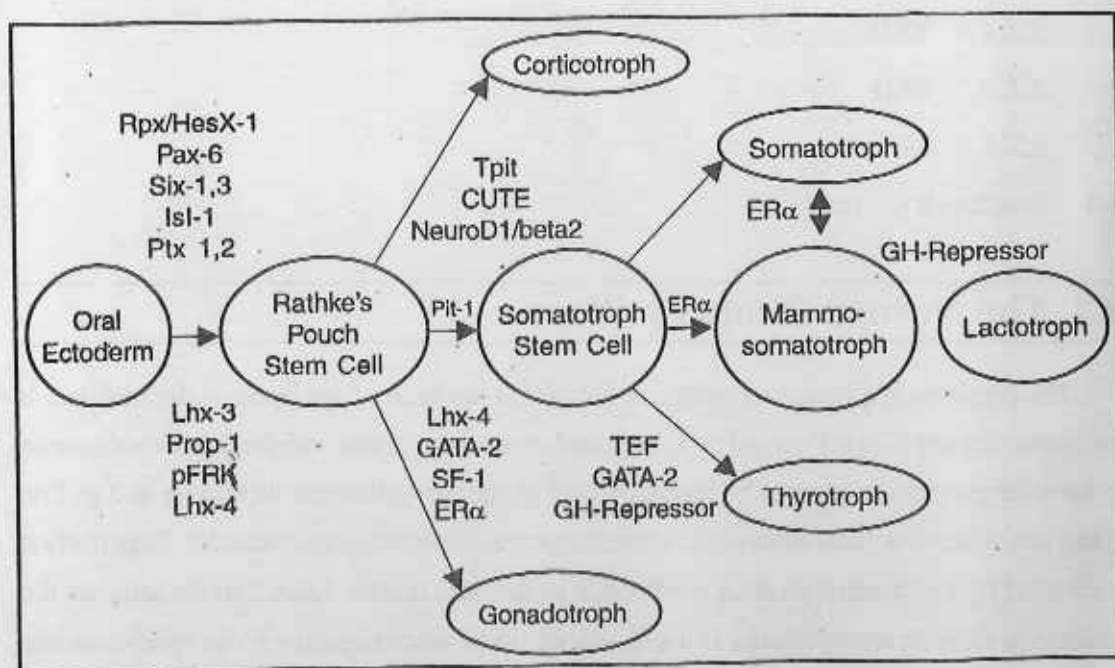 Corticotroph
Rpx/HesX-1
Pax-6
Six-1,3
Isl-1
Ptx 1,2
Tpit
CUTE
NeuroD1/beta2
Somatotroph
ERα
GH-Repressor
Oral
Ectoderm
Rathke's
Pouch
Stem Cell
Pit-1
Somatotroph
Stem Cell
ERα
Mammo-
somatotroph
Lactotroph
Lhx-3
Prop-1
pFRK
Lhx-4
Lhx-4
GATA-2
SF-1
ERα
TEF
GATA-2
GH-Repressor
Thyrotroph
Gonadotroph